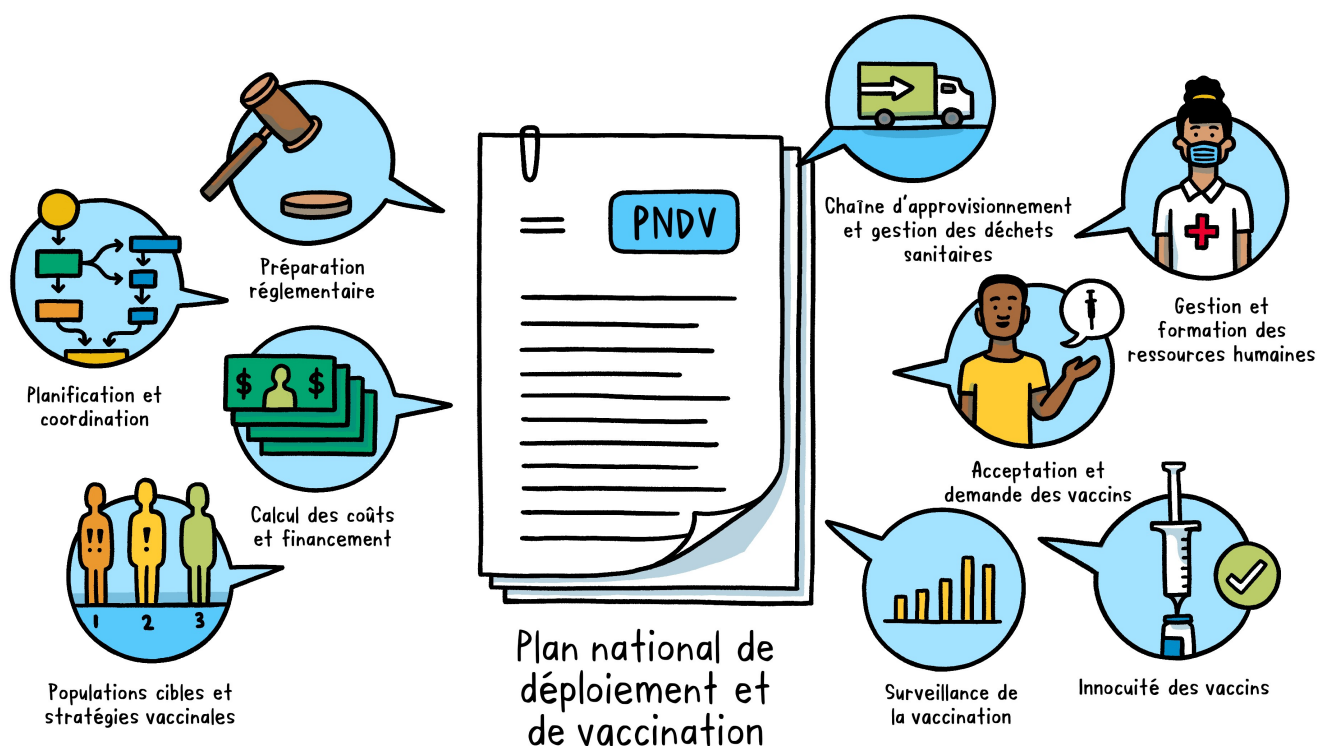 PNDV
Plan national de
déploiement et
de vaccination
Préparation
réglementaire
Planification et
coordination
$ $
Calcul des coûts
et financement
!! !
1 2 3
Populations cibles et
stratégies vaccinales
Chaîne d'approvisionnement
et gestion des déchets
sanitaires
Gestion et
formation des
ressources humaines
Acceptation et
demande des vaccins
Surveillance de
la vaccination
Innocuité des vaccins